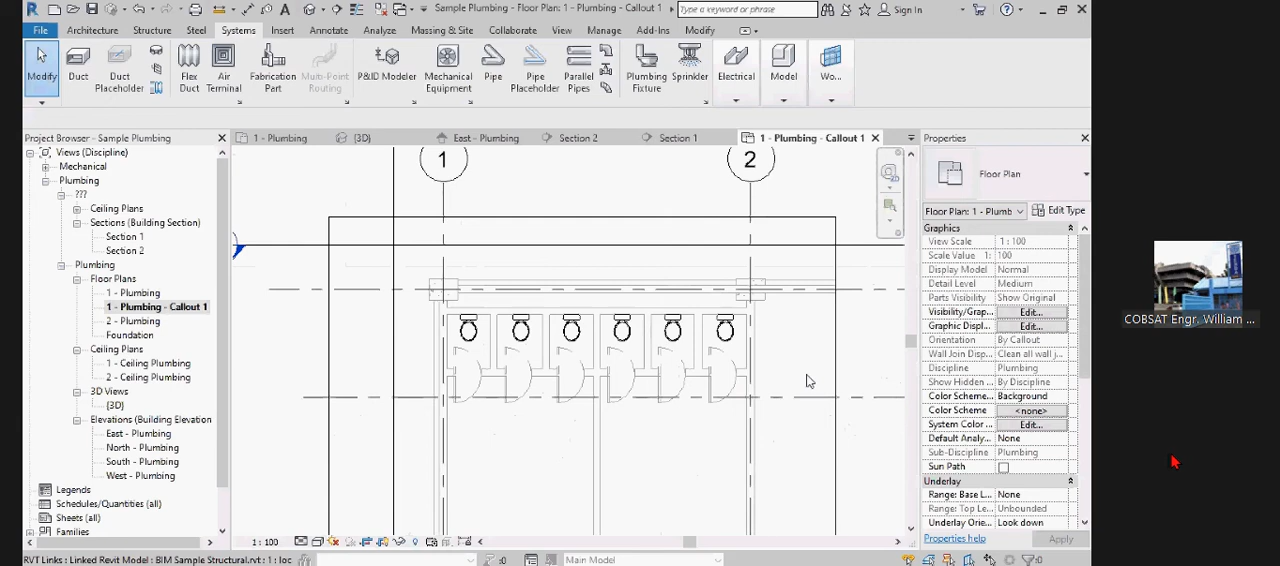 Sample Plumbing - Floor Plan: 1 - Plumbing - Callout 1
Type a keyword or phrase
Sign In
File Architecture Structure Steel Systems Insert Annotate Analyze Massing & Site Collaborate View Manage Add-Ins Modify
Modify
Duct
Duct Placeholder
Flex Duct
Air Terminal
Fabrication Part
Multi-Point Routing
P&ID Modeler
Mechanical Equipment
Pipe
Pipe Placeholder
Parallel Pipes
Plumbing Fixture
Sprinkler
Electrical
Model
Wo...
Project Browser - Sample Plumbing
1 - Plumbing
{3D}
East - Plumbing
Section 2
Section 1
1 - Plumbing - Callout 1
Properties
Views (Discipline)
Mechanical
Plumbing
???
Ceiling Plans
Sections (Building Section)
Section 1
Section 2
Plumbing
Floor Plans
1 - Plumbing
1 - Plumbing - Callout 1
2 - Plumbing
Foundation
Ceiling Plans
1 - Ceiling Plumbing
2 - Ceiling Plumbing
3D Views
{3D}
Elevations (Building Elevation
East - Plumbing
North - Plumbing
South - Plumbing
West - Plumbing
Legends
Schedules/Quantities (all)
Sheets (all)
Families
1
2
Floor Plan
Floor Plan: 1 - Plumb Edit Type
Graphics
View Scale 1 : 100
Scale Value 1: 100
Display Model Normal
Detail Level Medium
Parts Visibility Show Original
Visibility/Grap... Edit...
Graphic Displ... Edit...
Orientation By Callout
Wall Join Disp... Clean all wall j...
Discipline Plumbing
Show Hidden ... By Discipline
Color Scheme... Background
Color Scheme <none>
System Color ... Edit...
Default Analy... None
Sub-Discipline Plumbing
Sun Path
Underlay
Range: Base L... None
Range: Top Le... Unbounded
Underlay Orie... Look down
Properties help Apply
1 : 100
RVT Links : Linked Revit Model : BIM Sample Structural.rvt : 1 : loc
:0
Main Model
:0
COBSAT Engr. William ...